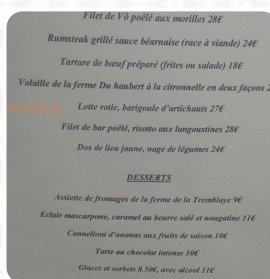 Filet de Vô poêlé aux morilles 28€
Rumsteak grillé sauce béarnaise (race à viande) 24€
Tartare de bœuf préparé (frites ou salade) 18€
Volaille de la ferme Du haubert à la citronnelle en deux façons 2
Lotte rotie, barigoule d'artichauts 27€
Filet de bar poêlé, risotto aux langoustines 28€
Dos de lieu jaune, nage de légumes 24€
DESSERTS
Assiette de fromages de la ferme de la Tremblaye 9€
Eclair mascarpone, caramel au beurre salé et nougatine 11€
Cannelloni d'ananas aux fruits de saison 10€
Tarte au chocolat intense 10€
Glaces et sorbets 8.50€, avec alcool 11€